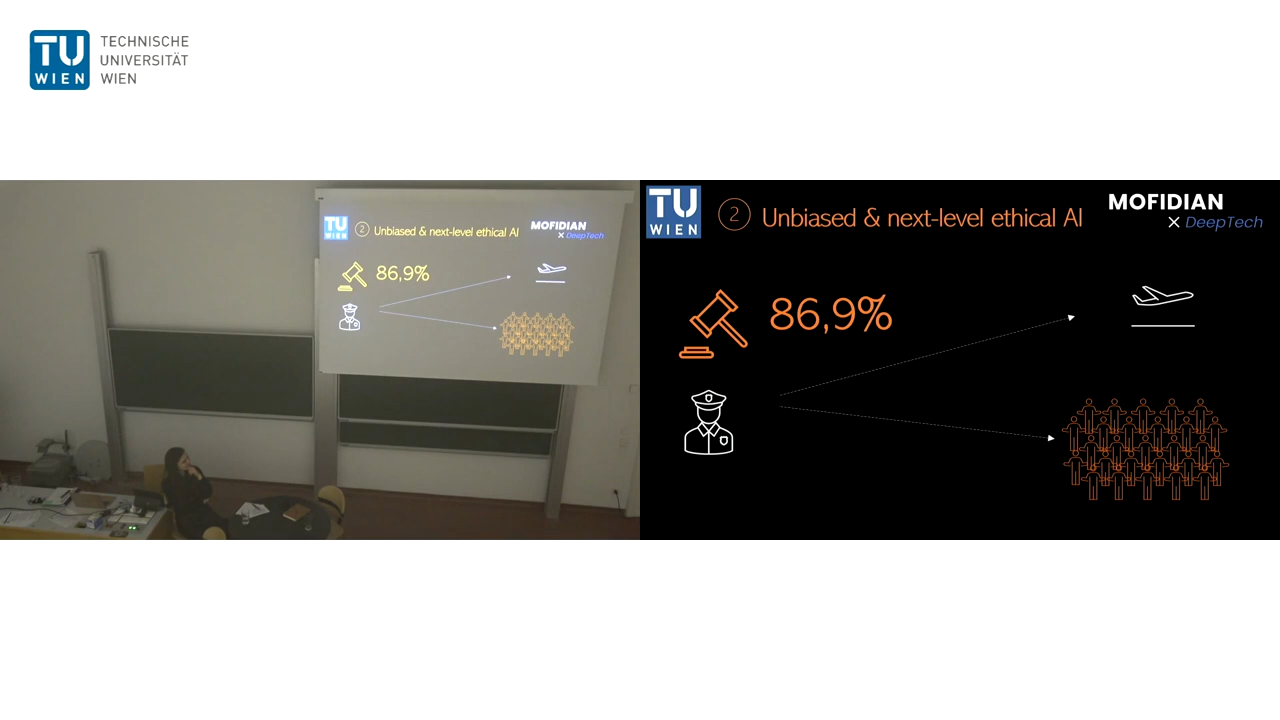 TU
WIEN
TECHNISCHE
UNIVERSITÄT
WIEN
TU
WIEN
2
Unbiased & next-level ethical AI
MOFIDIAN
X DeepTech
86,9%
TU
WIEN
2
Unbiased & next-level ethical AI
MOFIDIAN
X DeepTech
86,9%